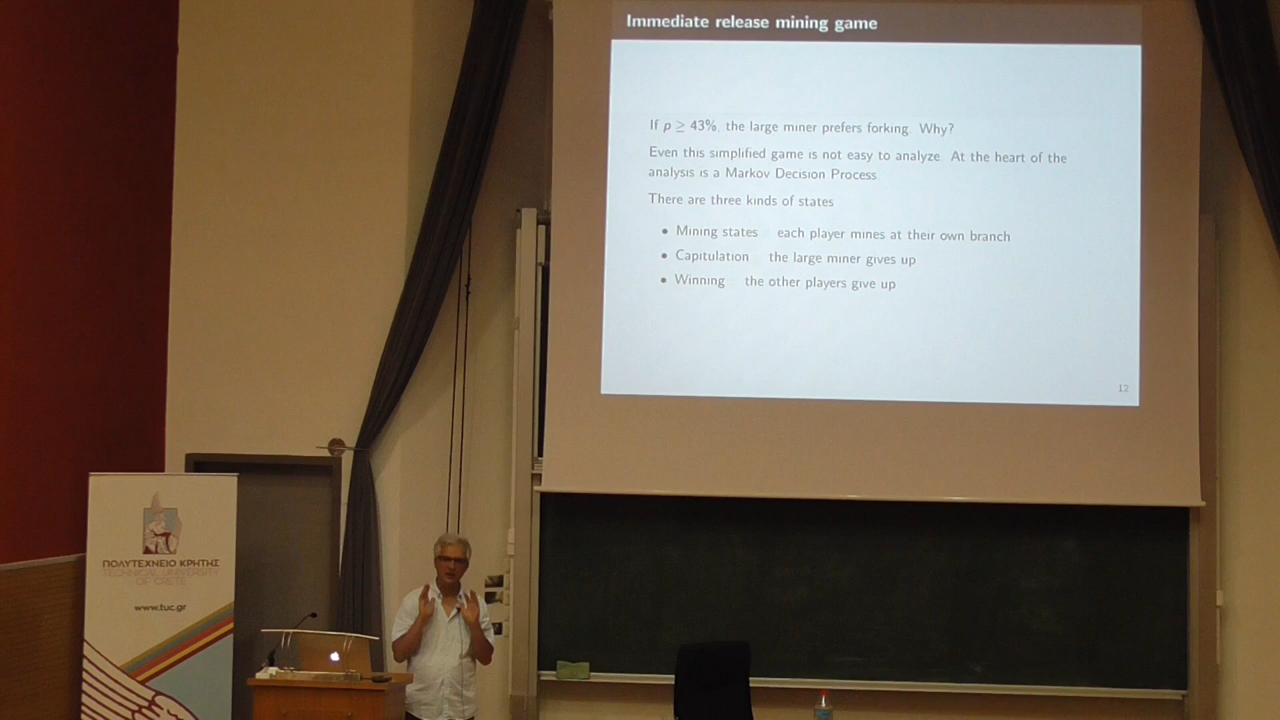 Immediate release mining game
If p ≥ 43%, the large miner prefers forking. Why?
Even this simplified game is not easy to analyze. At the heart of the
analysis is a Markov Decision Process
There are three kinds of states
• Mining states each player mines at their own branch
• Capitulation the large miner gives up
• Winning the other players give up
12
ΠΟΛΥΤΕΧΝΕΙΟ ΚΡΗΤΗΣ
TECHNICAL UNIVERSITY
OF CRETE
www.tuc.gr